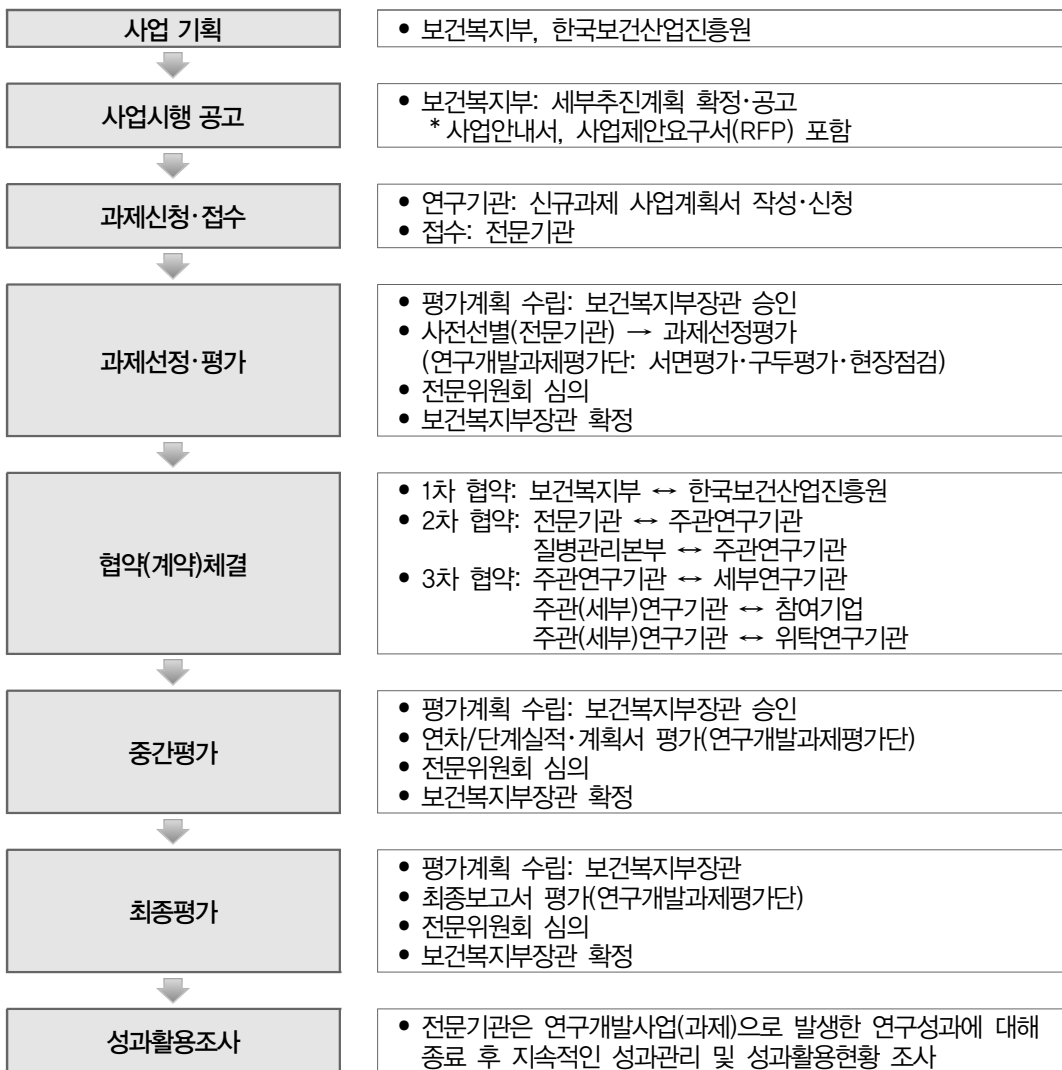 사업 기획
• 보건복지부, 한국보건산업진흥원
사업시행 공고
• 보건복지부: 세부추진계획 확정·공고
* 사업안내서, 사업제안요구서(RFP) 포함
과제신청·접수
• 연구기관: 신규과제 사업계획서 작성·신청
• 접수: 전문기관
과제선정·평가
• 평가계획 수립: 보건복지부장관 승인
• 사전선별(전문기관) → 과제선정평가
(연구개발과제평가단: 서면평가·구두평가·현장점검)
• 전문위원회 심의
• 보건복지부장관 확정
협약(계약)체결
• 1차 협약: 보건복지부 ↔ 한국보건산업진흥원
• 2차 협약: 전문기관 ↔ 주관연구기관
질병관리본부 ↔ 주관연구기관
• 3차 협약: 주관연구기관 ↔ 세부연구기관
주관(세부)연구기관 ↔ 참여기업
주관(세부)연구기관 ↔ 위탁연구기관
중간평가
• 평가계획 수립: 보건복지부장관 승인
• 연차/단계실적·계획서 평가(연구개발과제평가단)
• 전문위원회 심의
• 보건복지부장관 확정
최종평가
• 평가계획 수립: 보건복지부장관
• 최종보고서 평가(연구개발과제평가단)
• 전문위원회 심의
• 보건복지부장관 확정
성과활용조사
• 전문기관은 연구개발사업(과제)으로 발생한 연구성과에 대해
종료 후 지속적인 성과관리 및 성과활용현황 조사